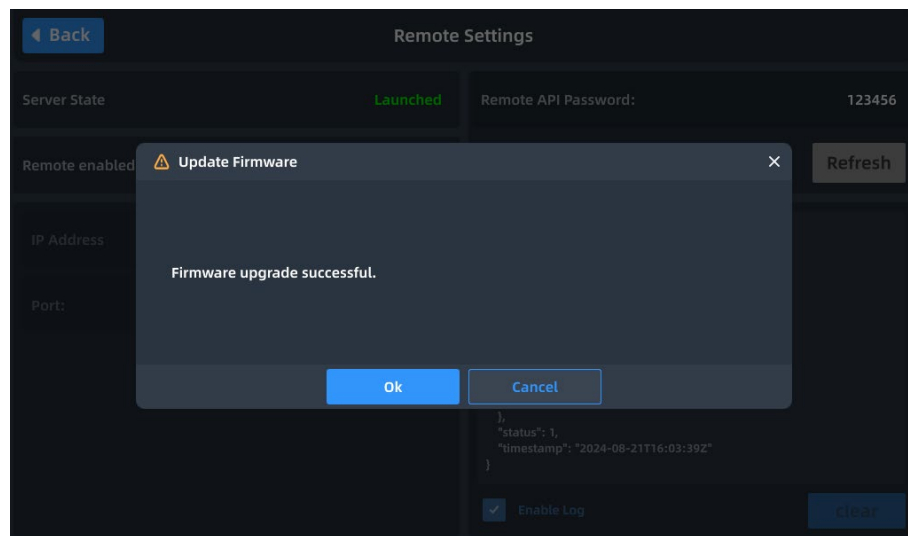 Back
Remote Settings
Server State
Launched
Remote API Password:
123456
Remote enabled
Update Firmware
Refresh
IP Address
Firmware upgrade successful.
Port:
Ok
Cancel
},
"status": 1,
"timestamp": "2024-08-21T16:03:39Z"
}
Enable Log
clear